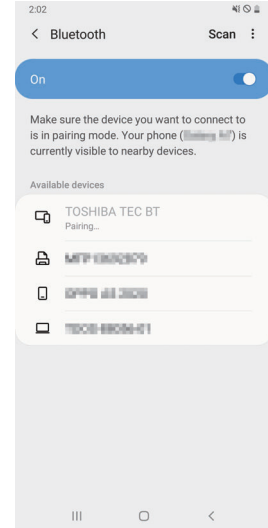 2:02
Bluetooth
Scan
On
Make sure the device you want to connect to
is in pairing mode. Your phone () is
currently visible to nearby devices.
Available devices
TOSHIBA TEC BT
Pairing...